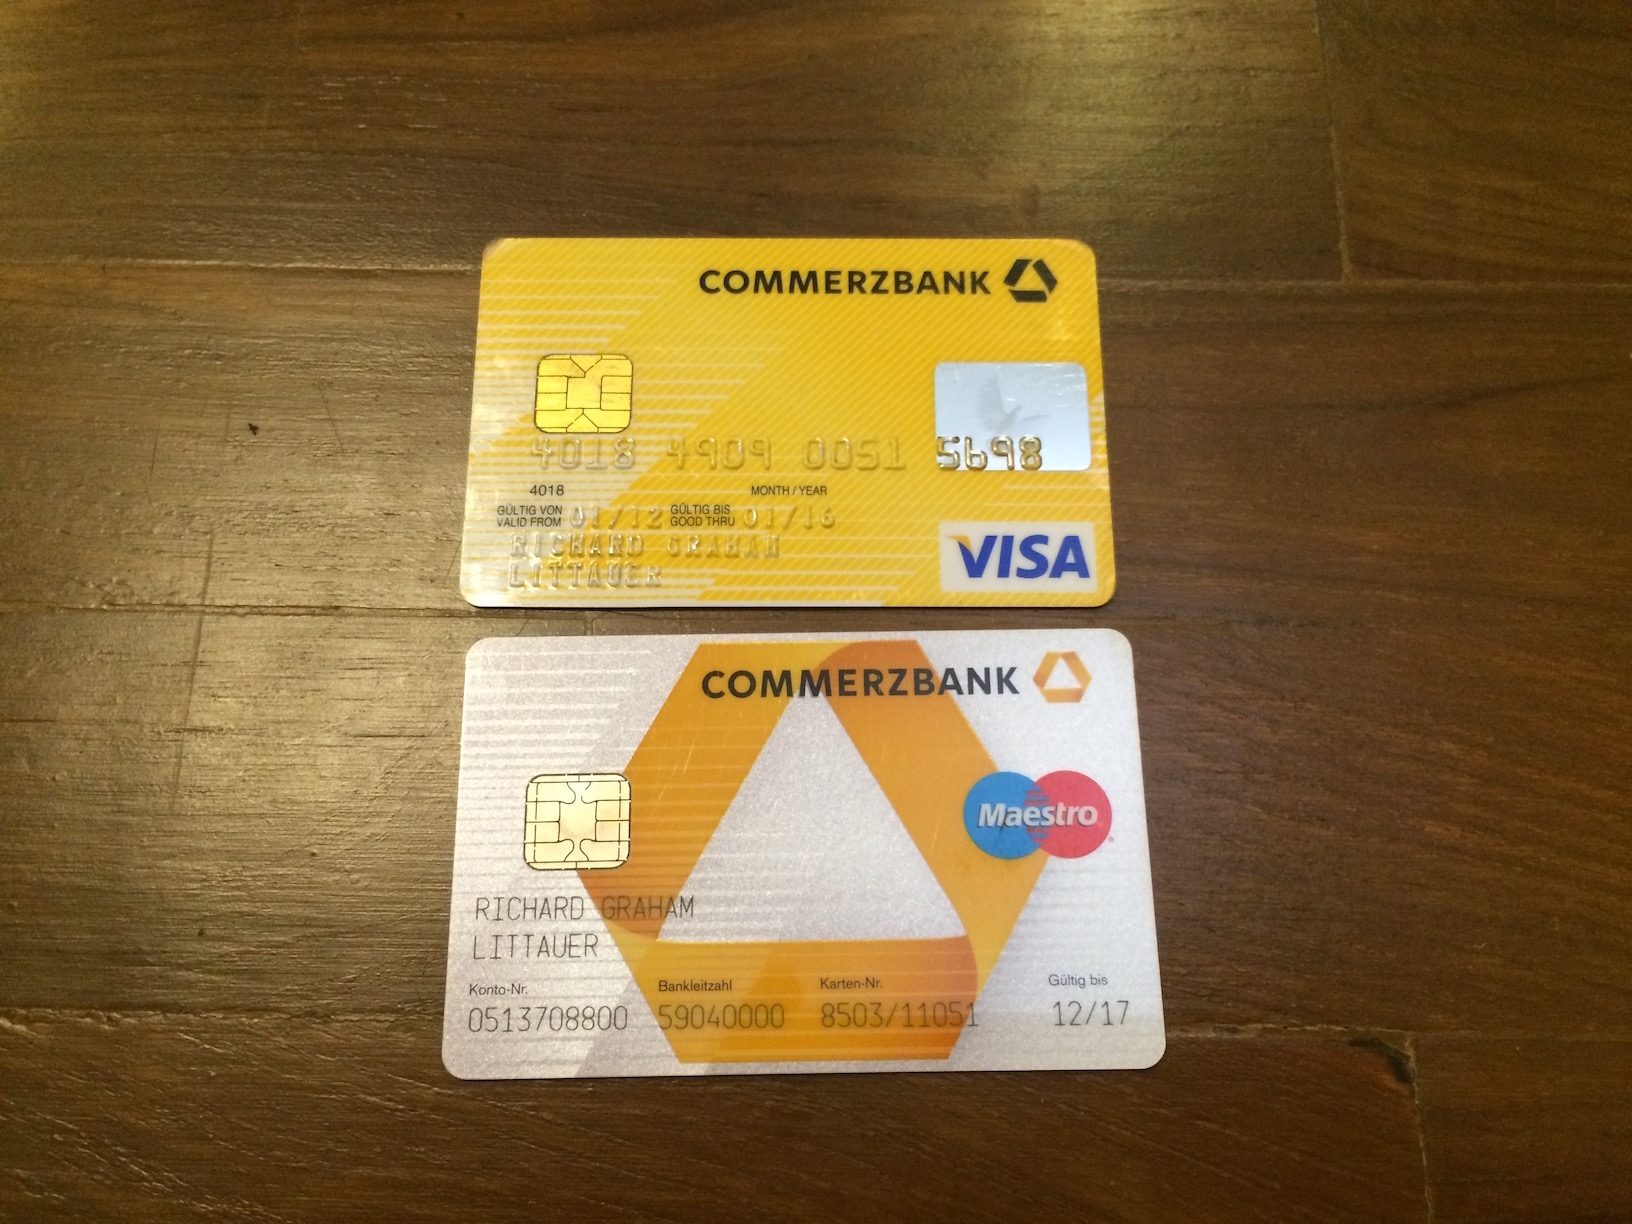 COMMERZBANK
4018 4909 0051 5698
4018 MONTH / YEAR
GÜLTIG VON VALID FROM 01/12 GÜLTIG BIS GOOD THRU 01/16
RICHARD GRAHAM
LITTAUER
VISA
COMMERZBANK
Maestro
RICHARD GRAHAM
LITTAUER
Konto-Nr. Bankleitzahl Karten-Nr. Gültig bis
0513708800 59040000 8503/11051 12/17